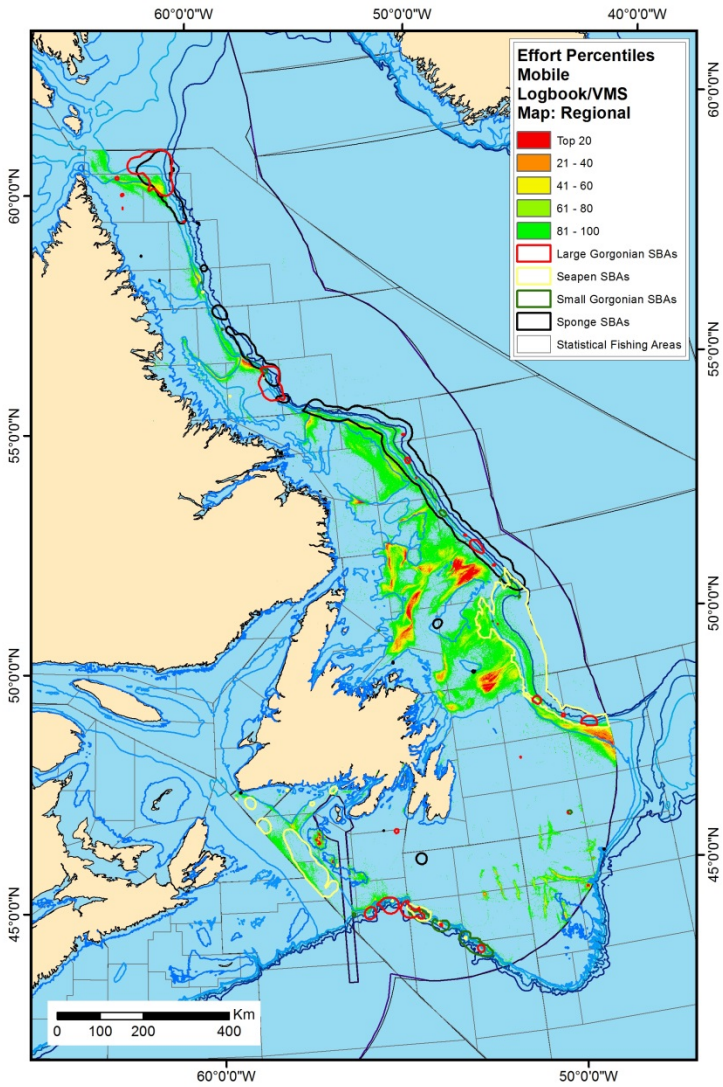 60°0'0"W
50°0'0"W
40°0'0"W
Effort Percentiles
Mobile
Logbook/VMS
Map: Regional
Top 20
21 - 40
41 - 60
61 - 80
81 - 100
Large Gorgonian SBAs
Seapen SBAs
Small Gorgonian SBAs
Sponge SBAs
Statistical Fishing Areas
60°0'0"N
60°0'0"N
55°0'0"N
55°0'0"N
50°0'0"N
50°0'0"N
45°0'0"N
45°0'0"N
Km
0 100 200 400
60°0'0"W
50°0'0"W